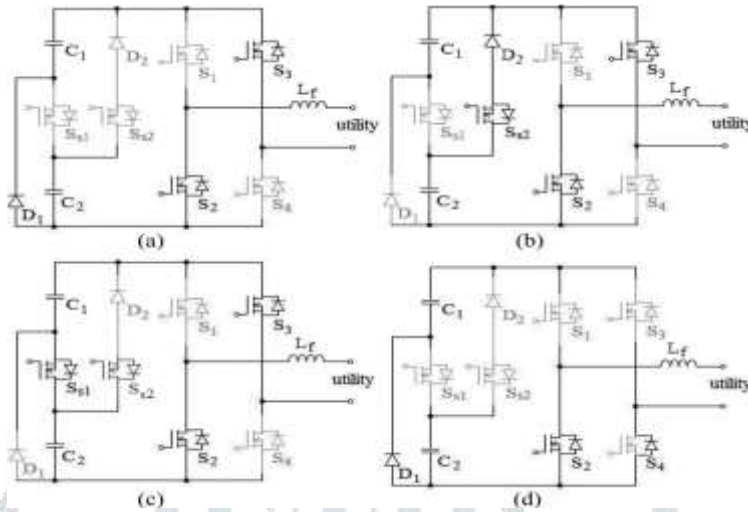 C1
D2
S1
S3
Ss1
Ss2
Lf
utility
D1
C2
S2
S4
(a)
C1
D2
S1
S3
Ss1
Ss2
Lf
utility
D1
C2
S2
S4
(b)
C1
D2
S1
S3
Ss1
Ss2
Lf
utility
D1
C2
S2
S4
(c)
C1
D2
S1
S3
Ss1
Ss2
Lf
utility
D1
C2
S2
S4
(d)